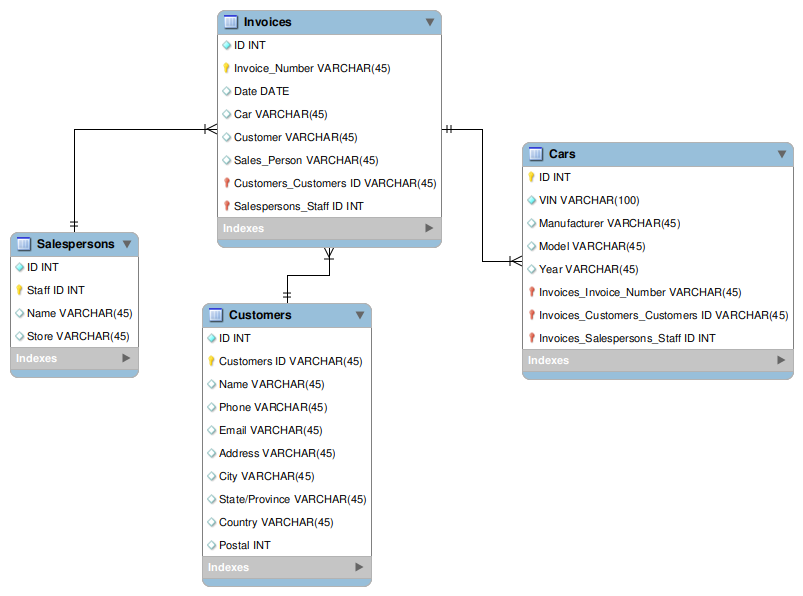 Invoices
ID INT
Invoice_Number VARCHAR(45)
Date DATE
Car VARCHAR(45)
Customer VARCHAR(45)
Sales_Person VARCHAR(45)
Customers_Customers ID VARCHAR(45)
Salespersons_Staff ID INT
Indexes
Cars
ID INT
VIN VARCHAR(100)
Manufacturer VARCHAR(45)
Model VARCHAR(45)
Year VARCHAR(45)
Invoices_Invoice_Number VARCHAR(45)
Invoices_Customers_Customers ID VARCHAR(45)
Invoices_Salespersons_Staff ID INT
Indexes
Salespersons
ID INT
Staff ID INT
Name VARCHAR(45)
Store VARCHAR(45)
Indexes
Customers
ID INT
Customers ID VARCHAR(45)
Name VARCHAR(45)
Phone VARCHAR(45)
Email VARCHAR(45)
Address VARCHAR(45)
City VARCHAR(45)
State/Province VARCHAR(45)
Country VARCHAR(45)
Postal INT
Indexes